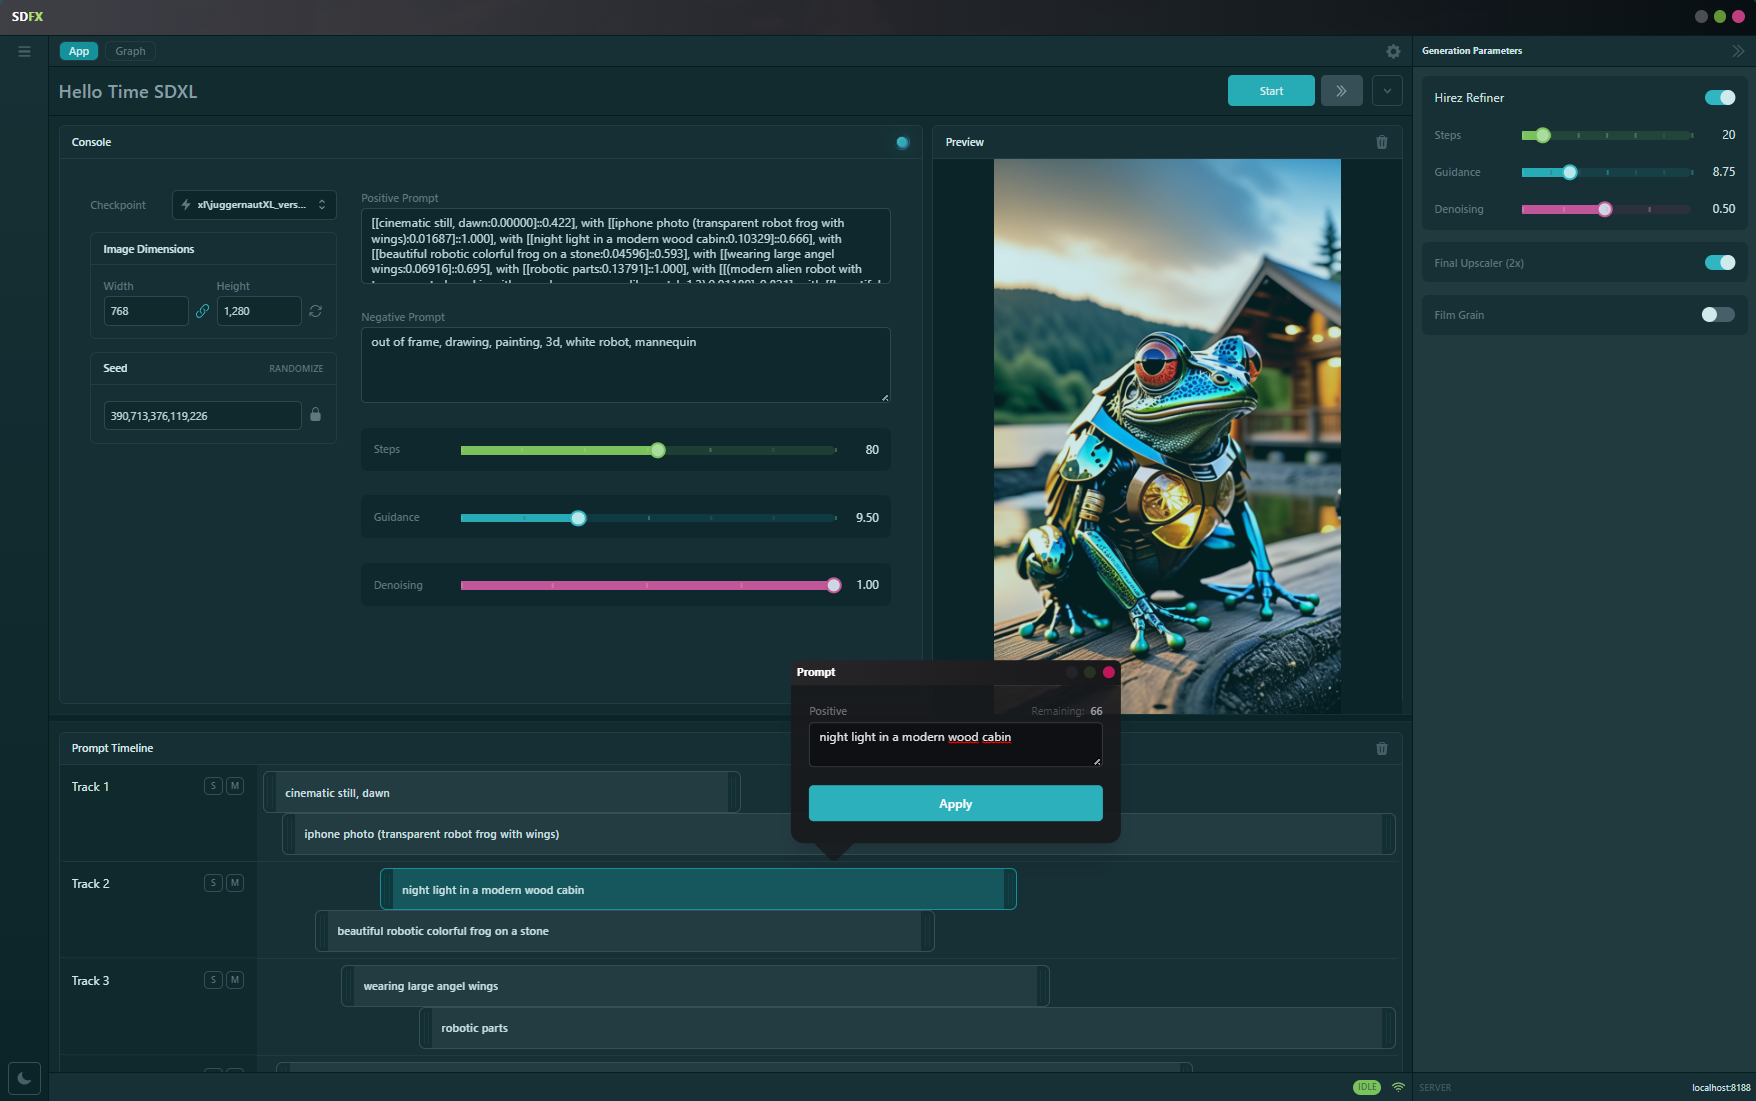 SDFX
App
Graph
Hello Time SDXL
Start
Console
Checkpoint
xl\juggernautXL_vers...
Image Dimensions
Width
Height
768
1,280
Seed
RANDOMIZE
390,713,376,119,226
Positive Prompt
[[cinematic still, dawn:0.00000]::0.422], with [[iphone photo (transparent robot frog with
wings):0.01687]::1.000], with [[night light in a modern wood cabin:0.10329]::0.666], with
[[beautiful robotic colorful frog on a stone:0.04596]::0.593], with [[wearing large angel
wings:0.06916]::0.695], with [[robotic parts:0.13791]::1.000], with [[(modern alien robot with
Negative Prompt
out of frame, drawing, painting, 3d, white robot, mannequin
Steps
80
Guidance
9.50
Denoising
1.00
Preview
Generation Parameters
Hirez Refiner
Steps
20
Guidance
8.75
Denoising
0.50
Final Upscaler (2x)
Film Grain
Prompt
Positive
Remaining: 66
night light in a modern wood cabin
Apply
Prompt Timeline
Track 1
S
M
cinematic still, dawn
iphone photo (transparent robot frog with wings)
Track 2
S
M
night light in a modern wood cabin
beautiful robotic colorful frog on a stone
Track 3
S
M
wearing large angel wings
robotic parts
IDLE
SERVER
localhost:8188